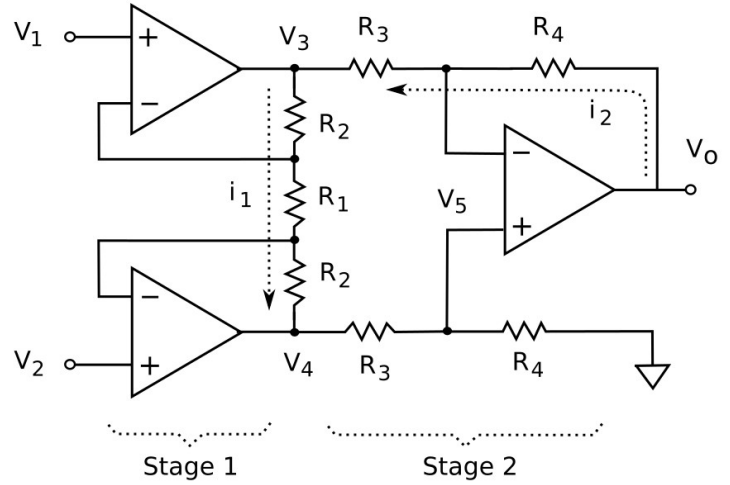 V1
+
−
V3
R3
R4
i2
R2
i1
R1
R2
−
+
V5
Vo
−
+
V2
V4
R3
R4
Stage 1
Stage 2